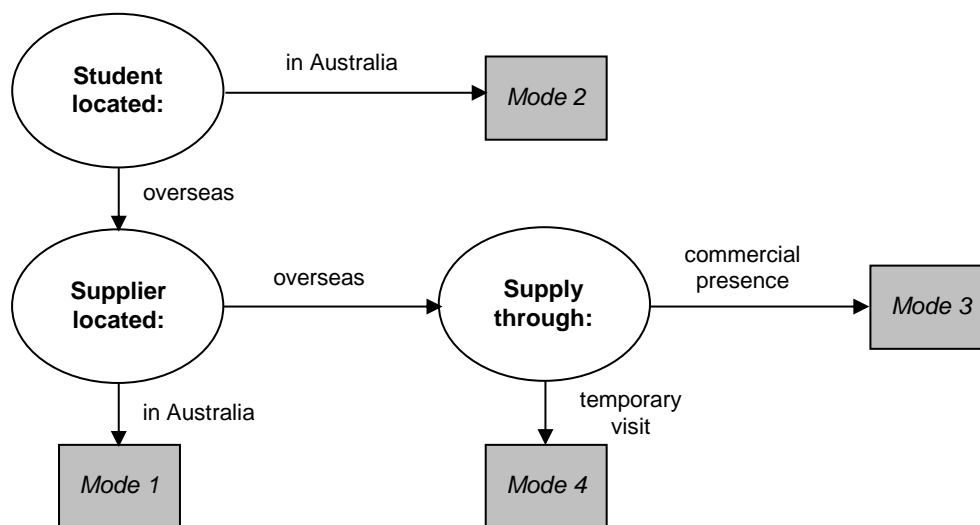 Student
located:
in Australia
Mode 2
overseas
Supplier
located:
overseas
Supply
through:
commercial
presence
Mode 3
in Australia
temporary
visit
Mode 1
Mode 4